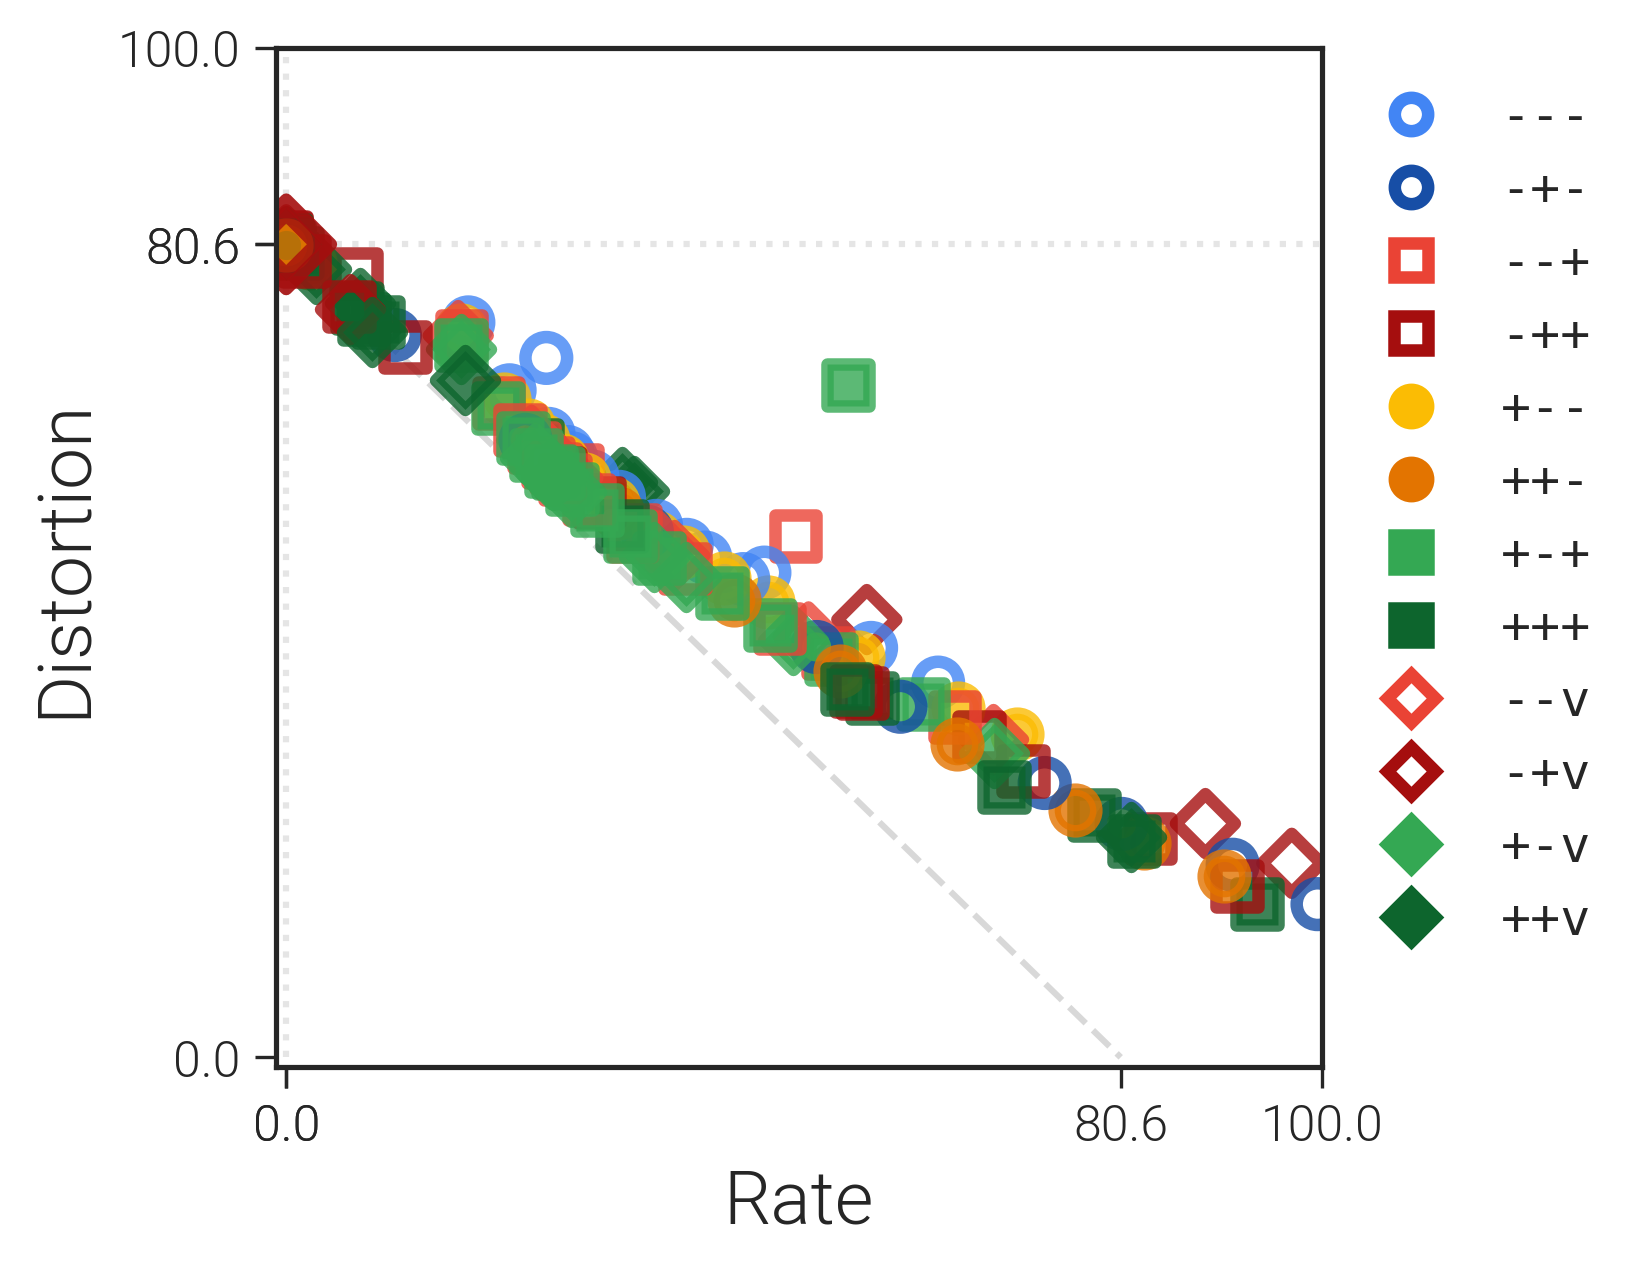 100.0
80.6
0.0
Distortion
0.0
80.6
100.0
Rate
---
-+-
--+
-++
+--
++-
+-+
+++
--v
-+v
+-v
++v